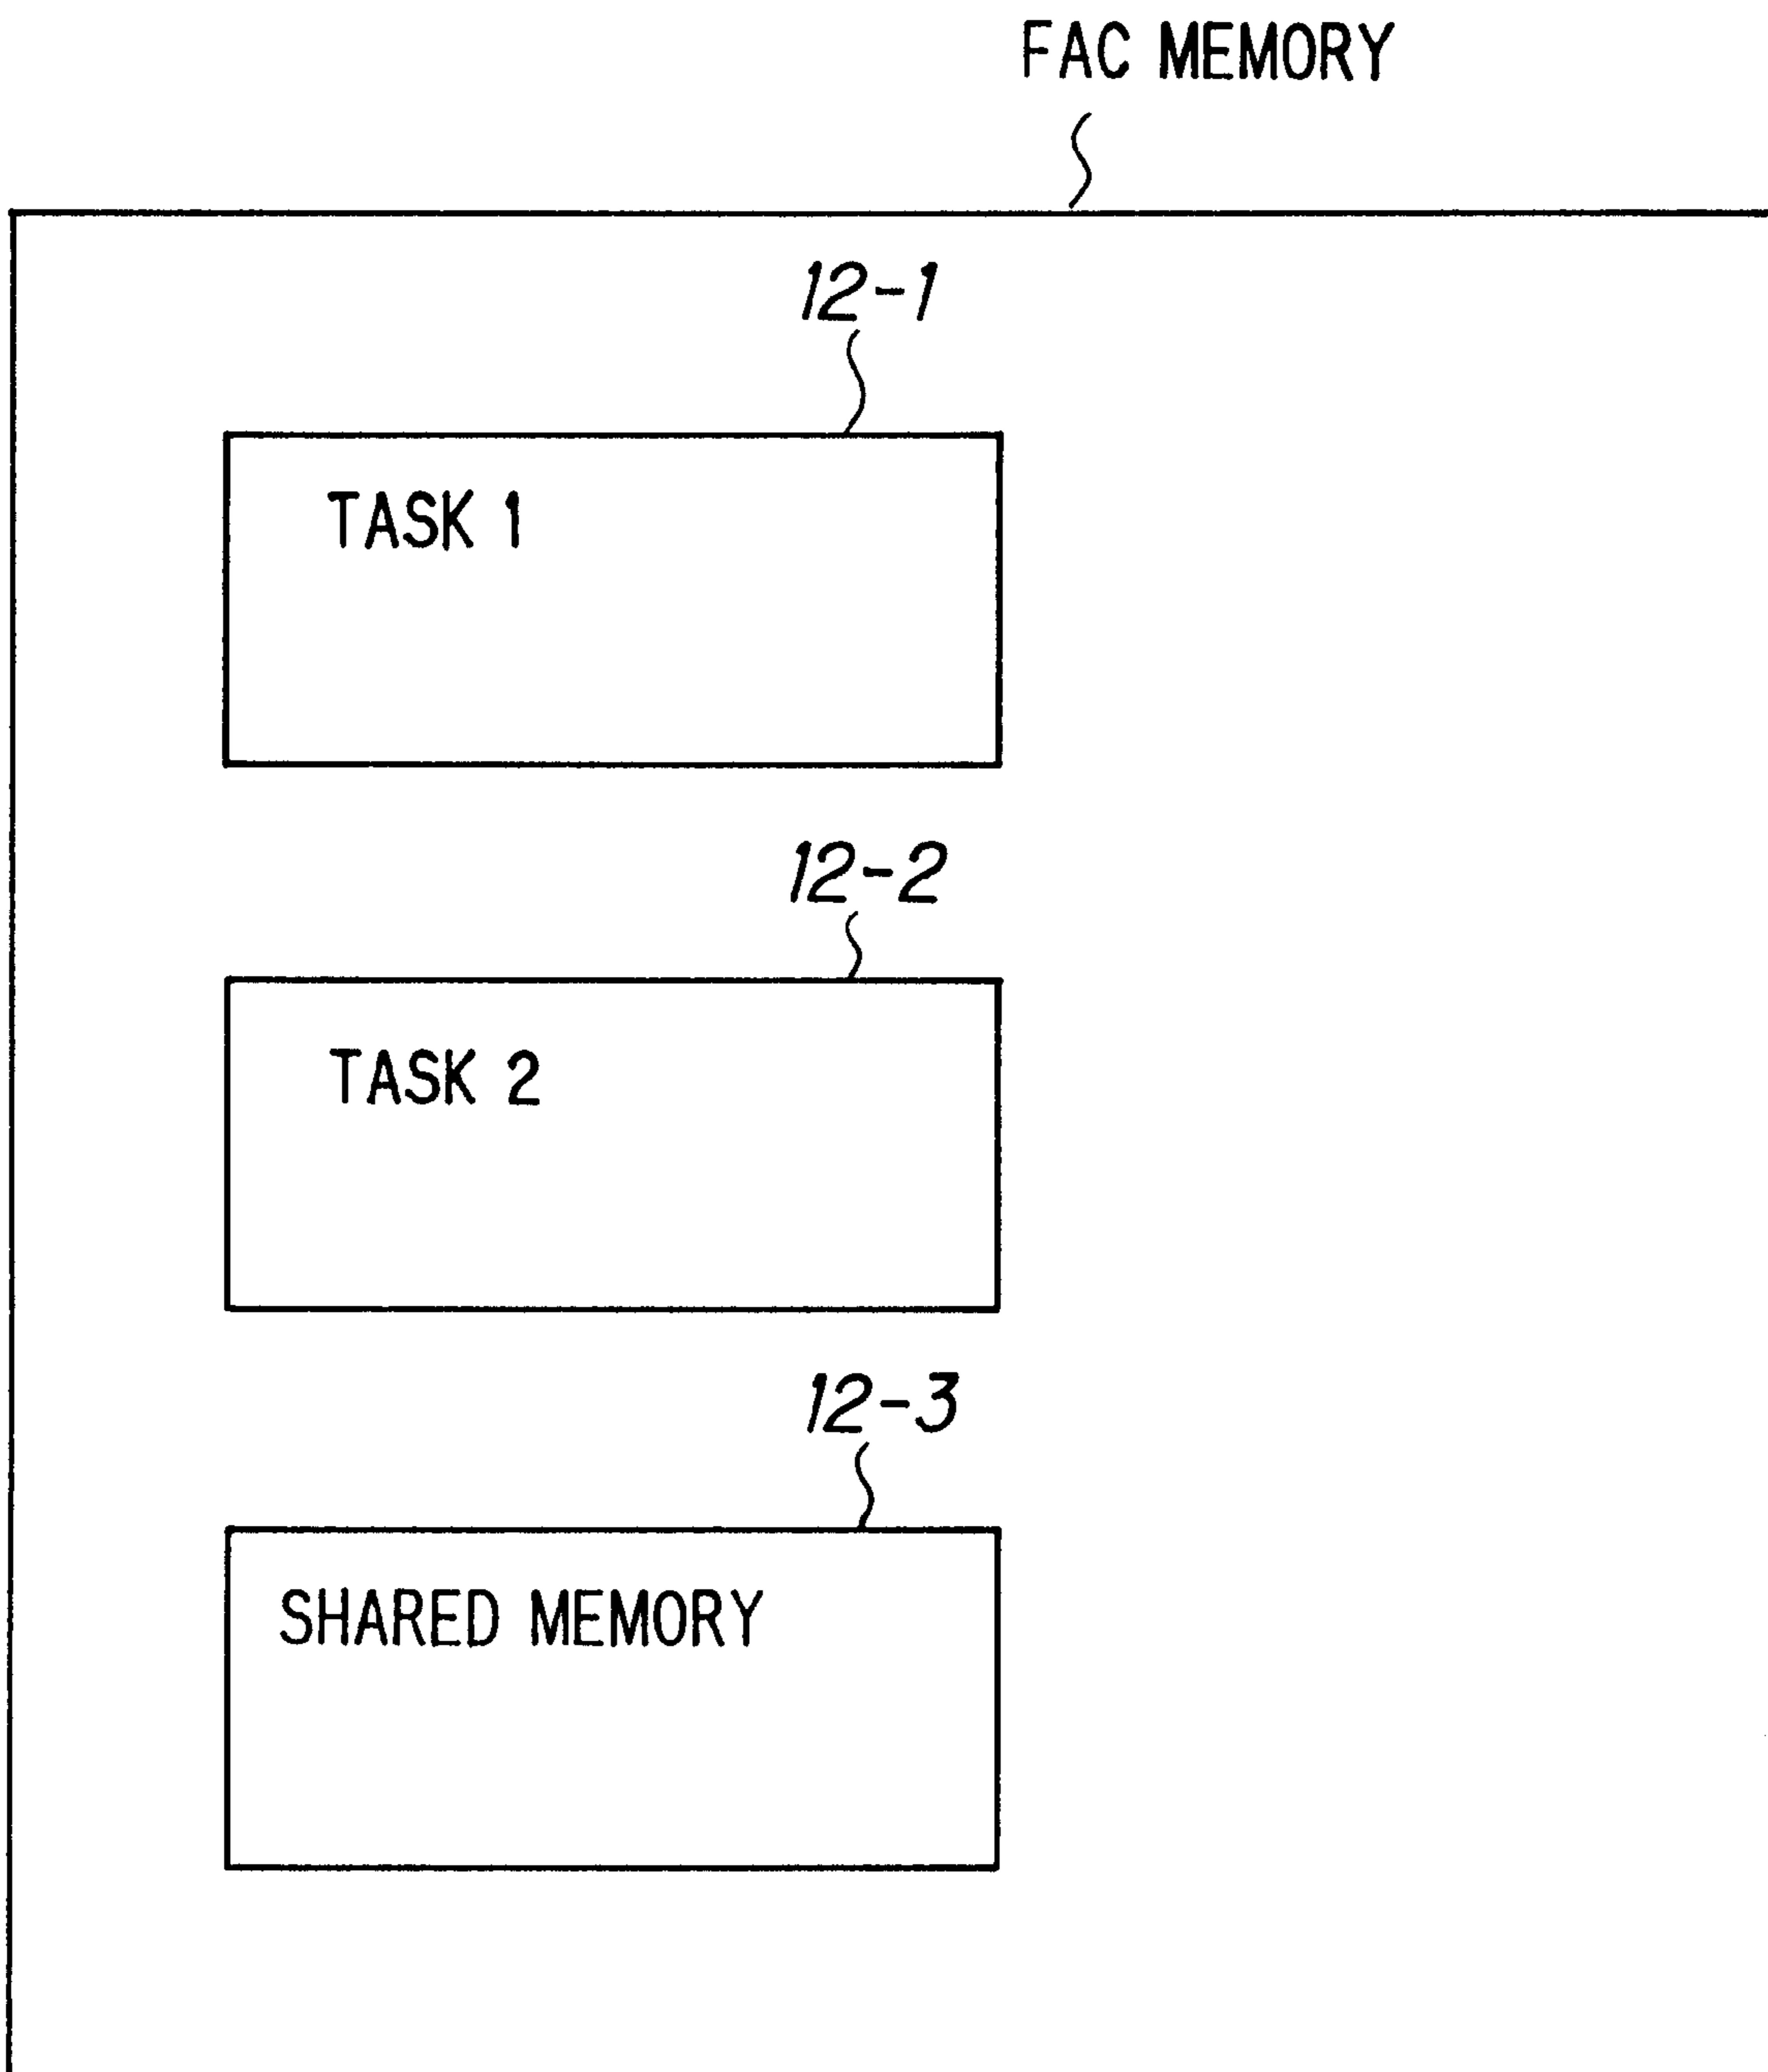 FAC MEMORY
12-1
TASK 1
12-2
TASK 2
12-3
SHARED MEMORY